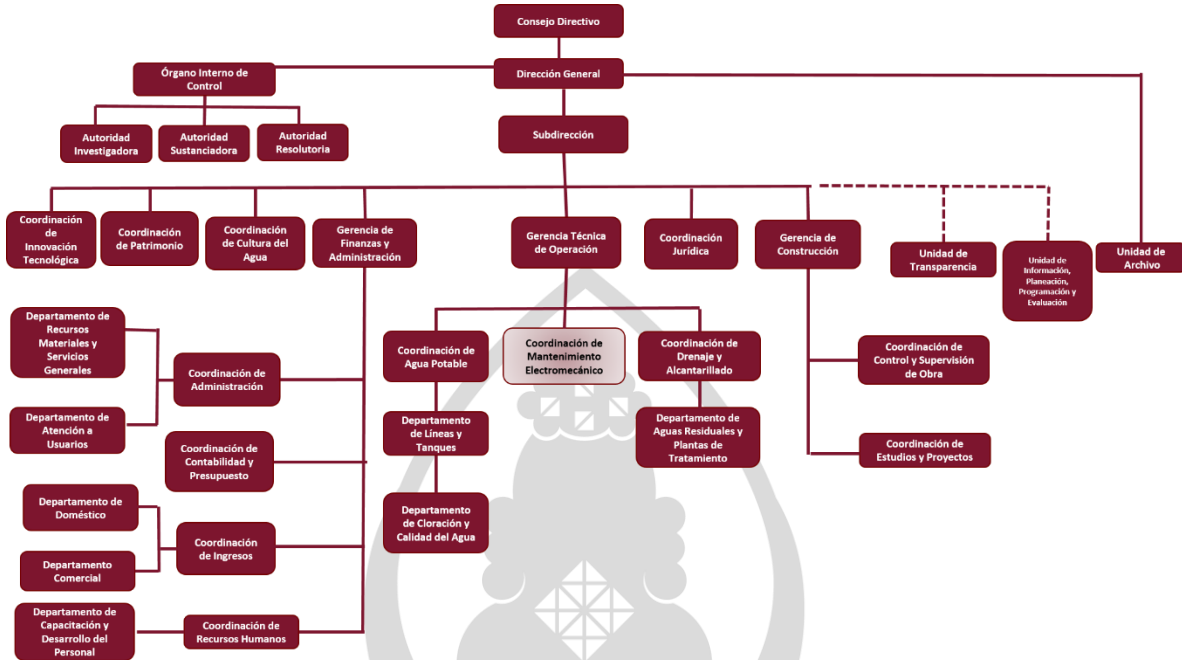 Consejo Directivo
Dirección General
Órgano Interno de
Control
Autoridad
Investigadora
Autoridad
Sustanciadora
Autoridad
Resolutoria
Subdirección
Coordinación
de
Innovación
Tecnológica
Coordinación
de Patrimonio
Coordinación
de Cultura del
Agua
Gerencia de
Finanzas y
Administración
Gerencia Técnica
de Operación
Coordinación
Jurídica
Gerencia de
Construcción
Unidad de
Transparencia
Unidad de
Información,
Planeación,
Programación y
Evaluación
Unidad de
Archivo
Departamento de
Recursos
Materiales y
Servicios
Generales
Coordinación de
Administración
Departamento de
Atención a
Usuarios
Coordinación de
Contabilidad y
Presupuesto
Departamento de
Doméstico
Coordinación
de Ingresos
Departamento
Comercial
Departamento de
Capacitación y
Desarrollo del
Personal
Coordinación de
Recursos Humanos
Coordinación de
Agua Potable
Coordinación de
Mantenimiento
Electromecánico
Coordinación de
Drenaje y
Alcantarillado
Departamento
de Líneas y
Tanques
Departamento de
Aguas Residuales y
Plantas de
Tratamiento
Departamento
de Cloración y
Calidad del Agua
Coordinación de
Control y Supervisión
de Obra
Coordinación de
Estudios y Proyectos